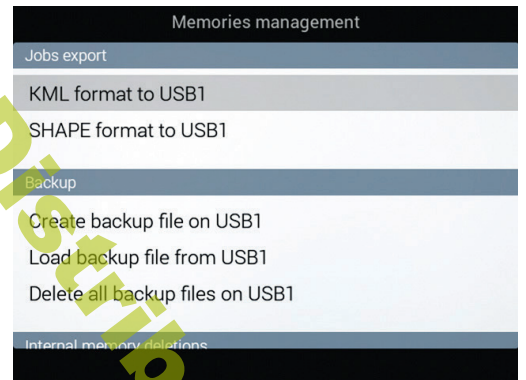 Memories management
Jobs export
KML format to USB1
SHAPE format to USB1
Backup
Create backup file on USB1
Load backup file from USB1
Delete all backup files on USB1
Internal memory deletions